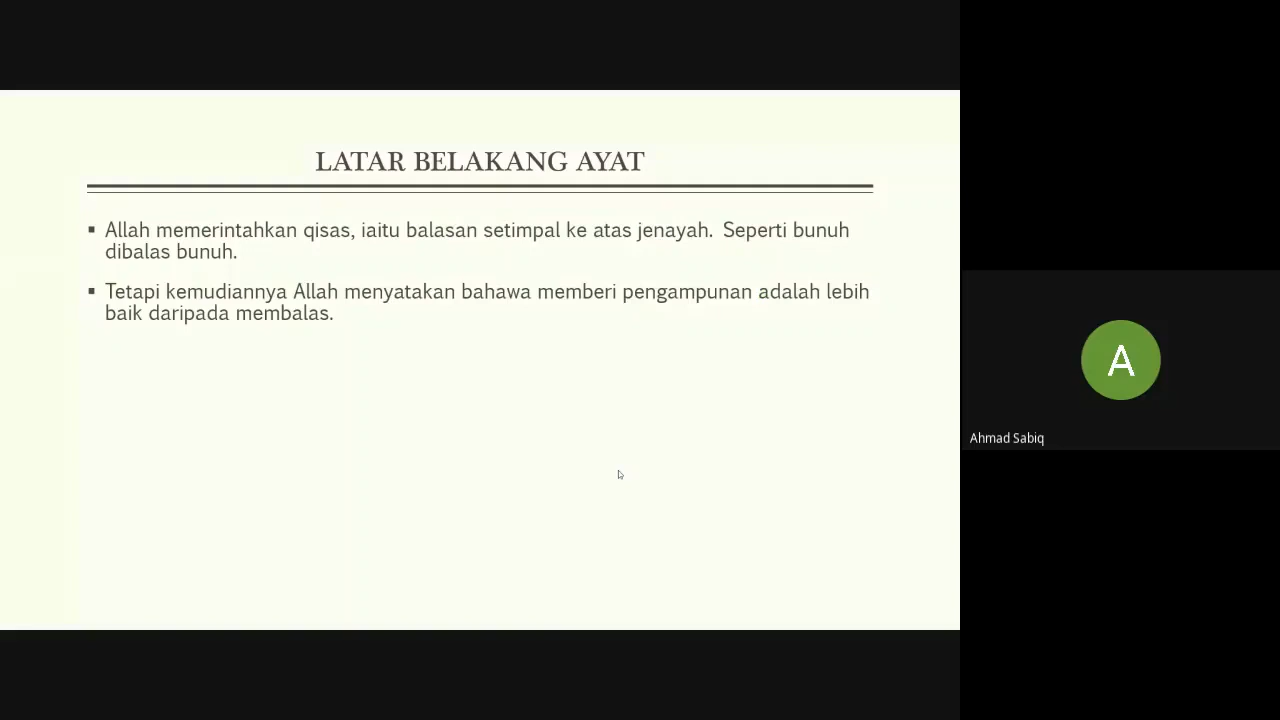 LATAR BELAKANG AYAT
▪ Allah memerintahkan qisas, iaitu balasan setimpal ke atas jenayah. Seperti bunuh
dibalas bunuh.
▪ Tetapi kemudiannya Allah menyatakan bahawa memberi pengampunan adalah lebih
baik daripada membalas.
A
Ahmad Sabiq